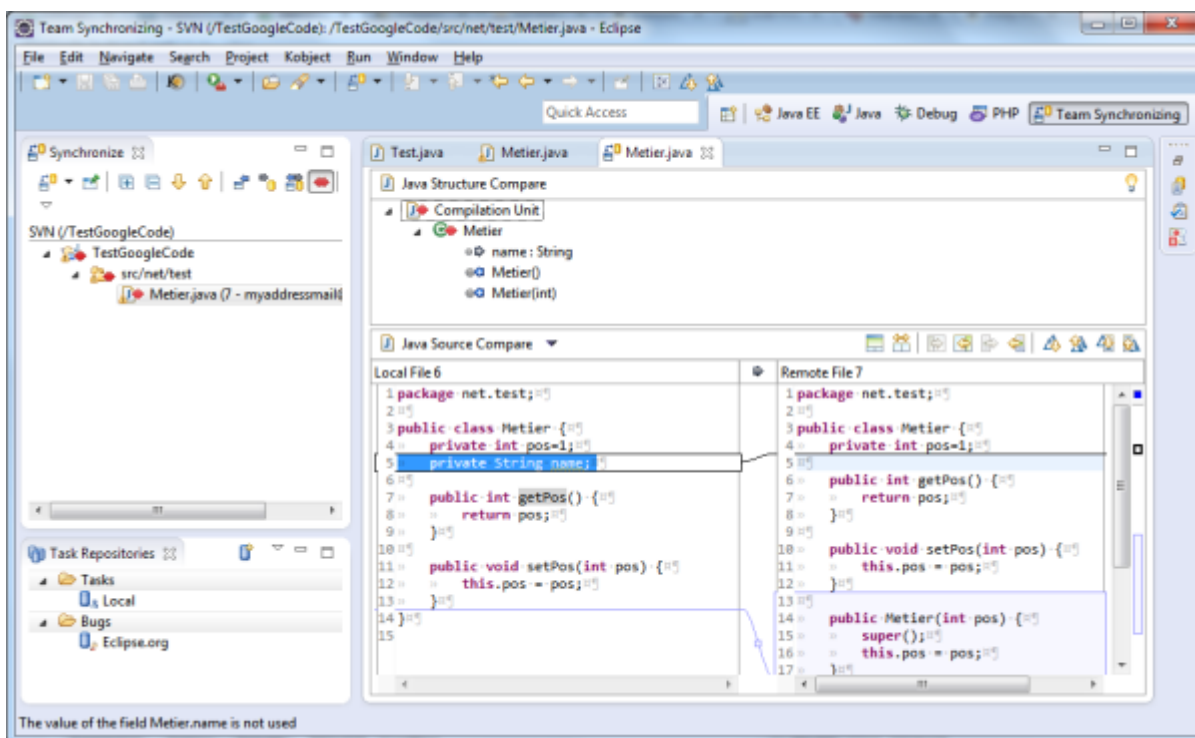 Team Synchronizing - SVN (/TestGoogleCode): /TestGoogleCode/src/net/test/Metier.java - Eclipse
File Edit Navigate Search Project Kobject Run Window Help
Quick Access
Java EE Java Debug PHP Team Synchronizing
Synchronize
SVN (/TestGoogleCode)
TestGoogleCode
src/net/test
Metier.java (7 - myaddressmail
Task Repositories
Tasks
Local
Bugs
Eclipse.org
Test.java Metier.java Metier.java
Java Structure Compare
Compilation Unit
Metier
name : String
Metier()
Metier(int)
Java Source Compare
Local File 6
1 package net.test;
2
3 public class Metier {
4 private int pos=1;
5 private String name;
6
7 public int getPos() {
8 return pos;
9 }
10
11 public void setPos(int pos) {
12 this.pos = pos;
13 }
14 }
15
Remote File 7
1 package net.test;
2
3 public class Metier {
4 private int pos=1;
5
6 public int getPos() {
7 return pos;
8 }
9
10 public void setPos(int pos) {
11 this.pos = pos;
12 }
13
14 public Metier(int pos) {
15 super();
16 this.pos = pos;
17 }
The value of the field Metier.name is not used